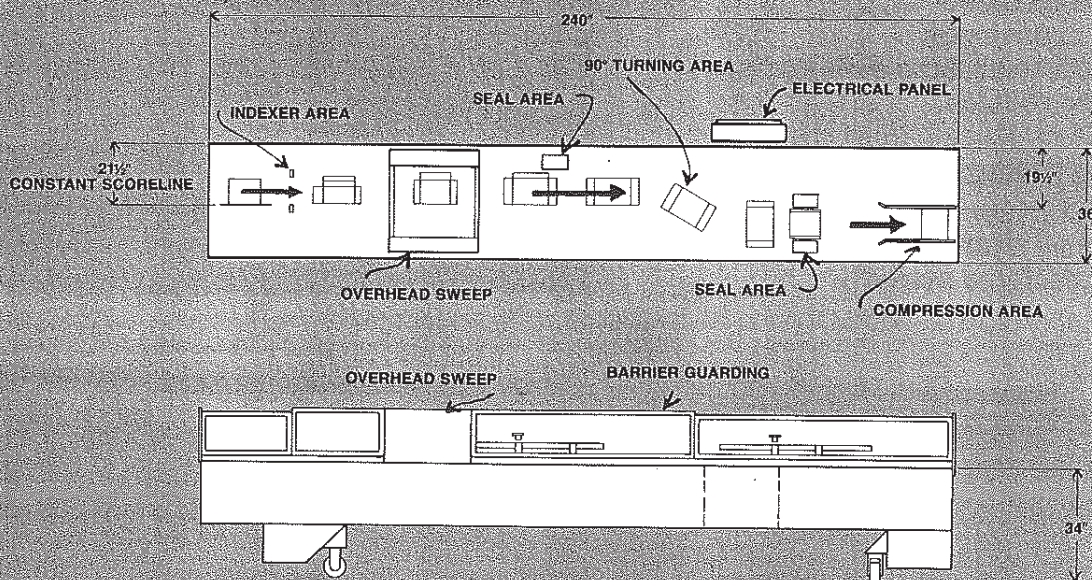 240"
90° TURNING AREA
SEAL AREA
ELECTRICAL PANEL
INDEXER AREA
21½"
CONSTANT SCORELINE
19½"
OVERHEAD SWEEP
SEAL AREA
COMPRESSION AREA
OVERHEAD SWEEP
BARRIER GUARDING
34"